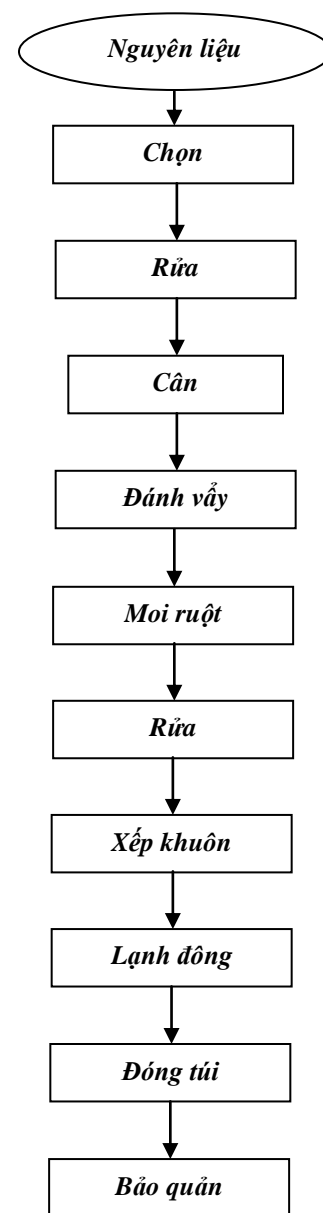 Nguyên liệu
Chọn
Rửa
Cân
Đánh vẩy
Moi ruột
Rửa
Xếp khuôn
Lạnh đông
Đóng túi
Bảo quản